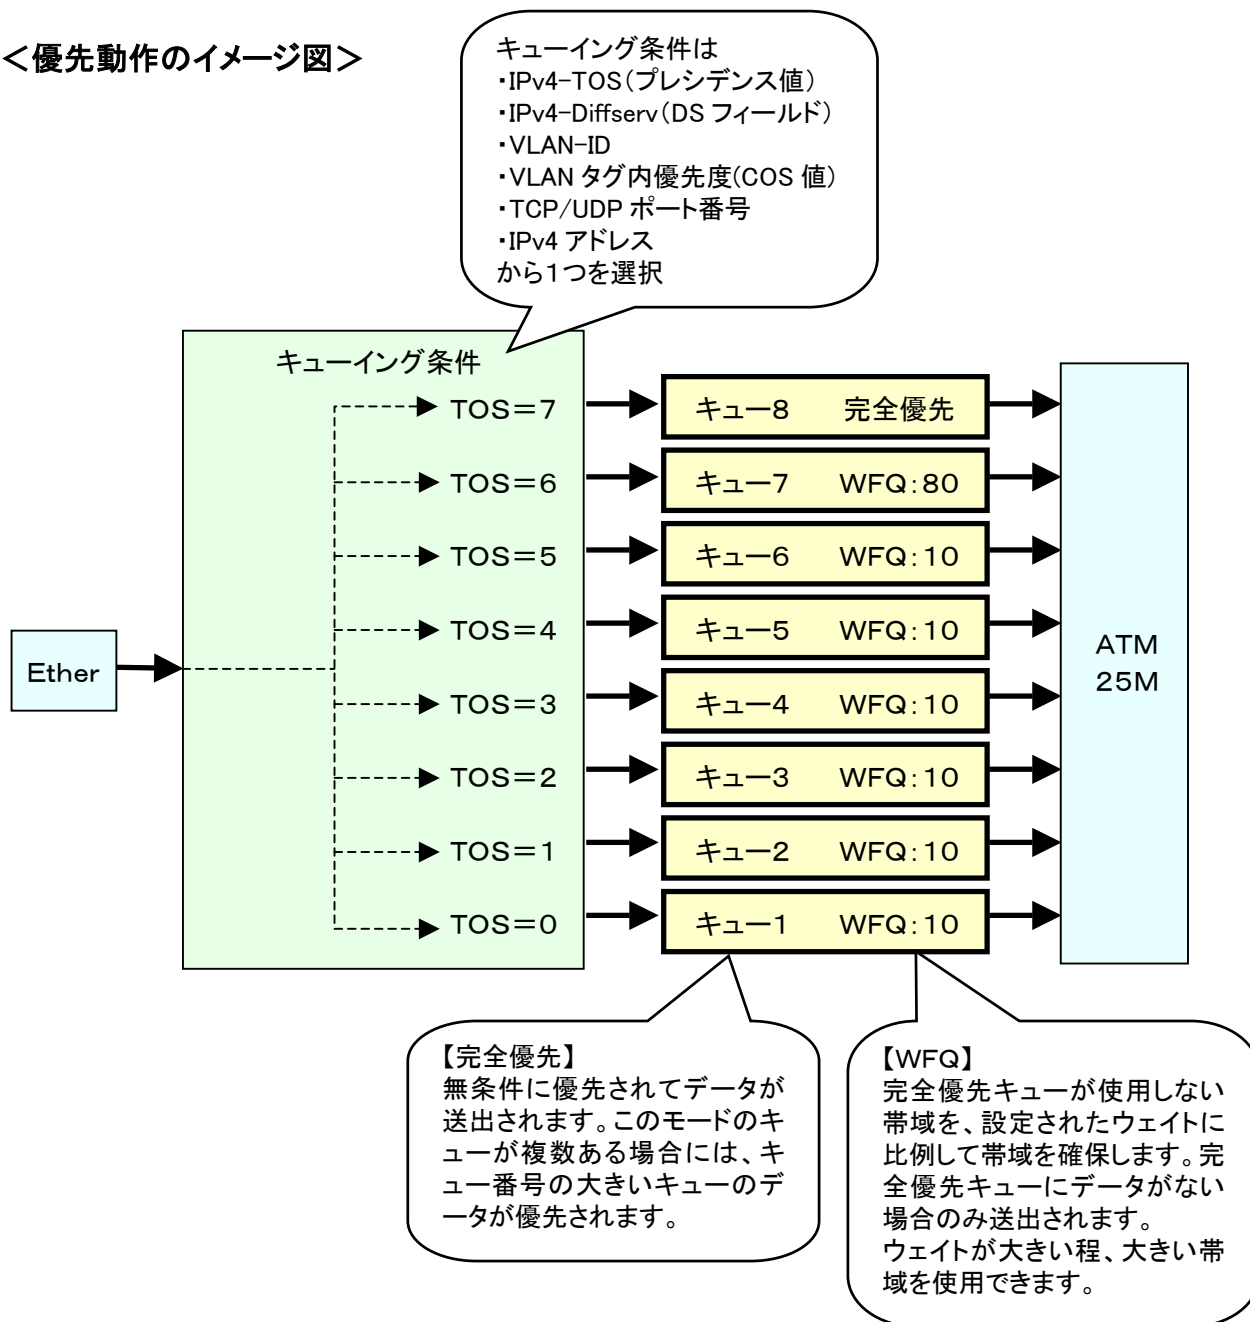 ＜優先動作のイメージ図＞
キューイング条件は
・IPv4-TOS（プレシデンス値）
・IPv4-Diffserv（DS フィールド）
・VLAN-ID
・VLAN タグ内優先度(COS 値)
・TCP/UDP ポート番号
・IPv4 アドレス
から１つを選択
キューイング条件
TOS＝７ キュー８ 完全優先
TOS＝６ キュー７ WFQ：８０
TOS＝５ キュー６ WFQ：１０
TOS＝４ キュー５ WFQ：１０
Ether
ATM
２５M
TOS＝３ キュー４ WFQ：１０
TOS＝２ キュー３ WFQ：１０
TOS＝１ キュー２ WFQ：１０
TOS＝０ キュー１ WFQ：１０
【完全優先】
無条件に優先されてデータが
送出されます。このモードのキ
ューが複数ある場合には、キ
ュー番号の大きいキューのデ
ータが優先されます。
【WFQ】
完全優先キューが使用しない
帯域を、設定されたウェイトに
比例して帯域を確保します。完
全優先キューにデータがない
場合のみ送出されます。
ウェイトが大きい程、大きい帯
域を使用できます。